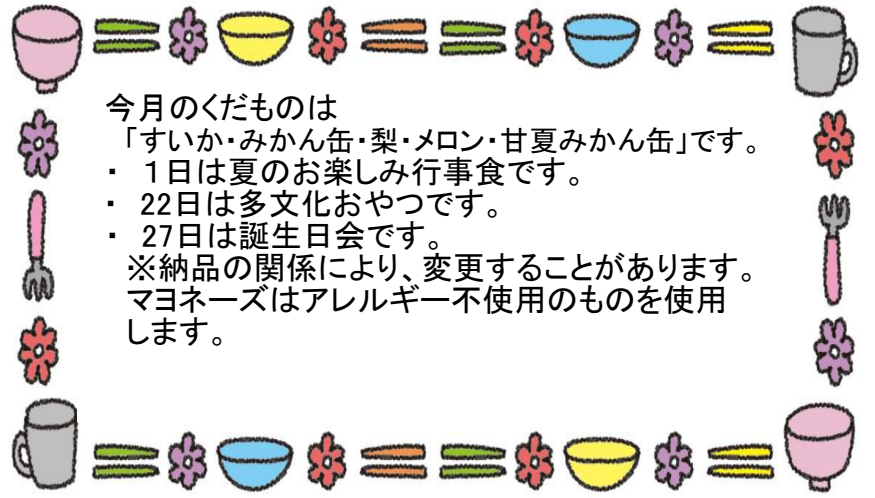 今月のくだものは
「すいか・みかん缶・梨・メロン・甘夏みかん缶」です。
・ 1日は夏のお楽しみ行事食です。
・ 22日は多文化おやつです。
・ 27日は誕生日会です。
※納品の関係により、変更することがあります。
マヨネーズはアレルギー不使用のものを使用
します。